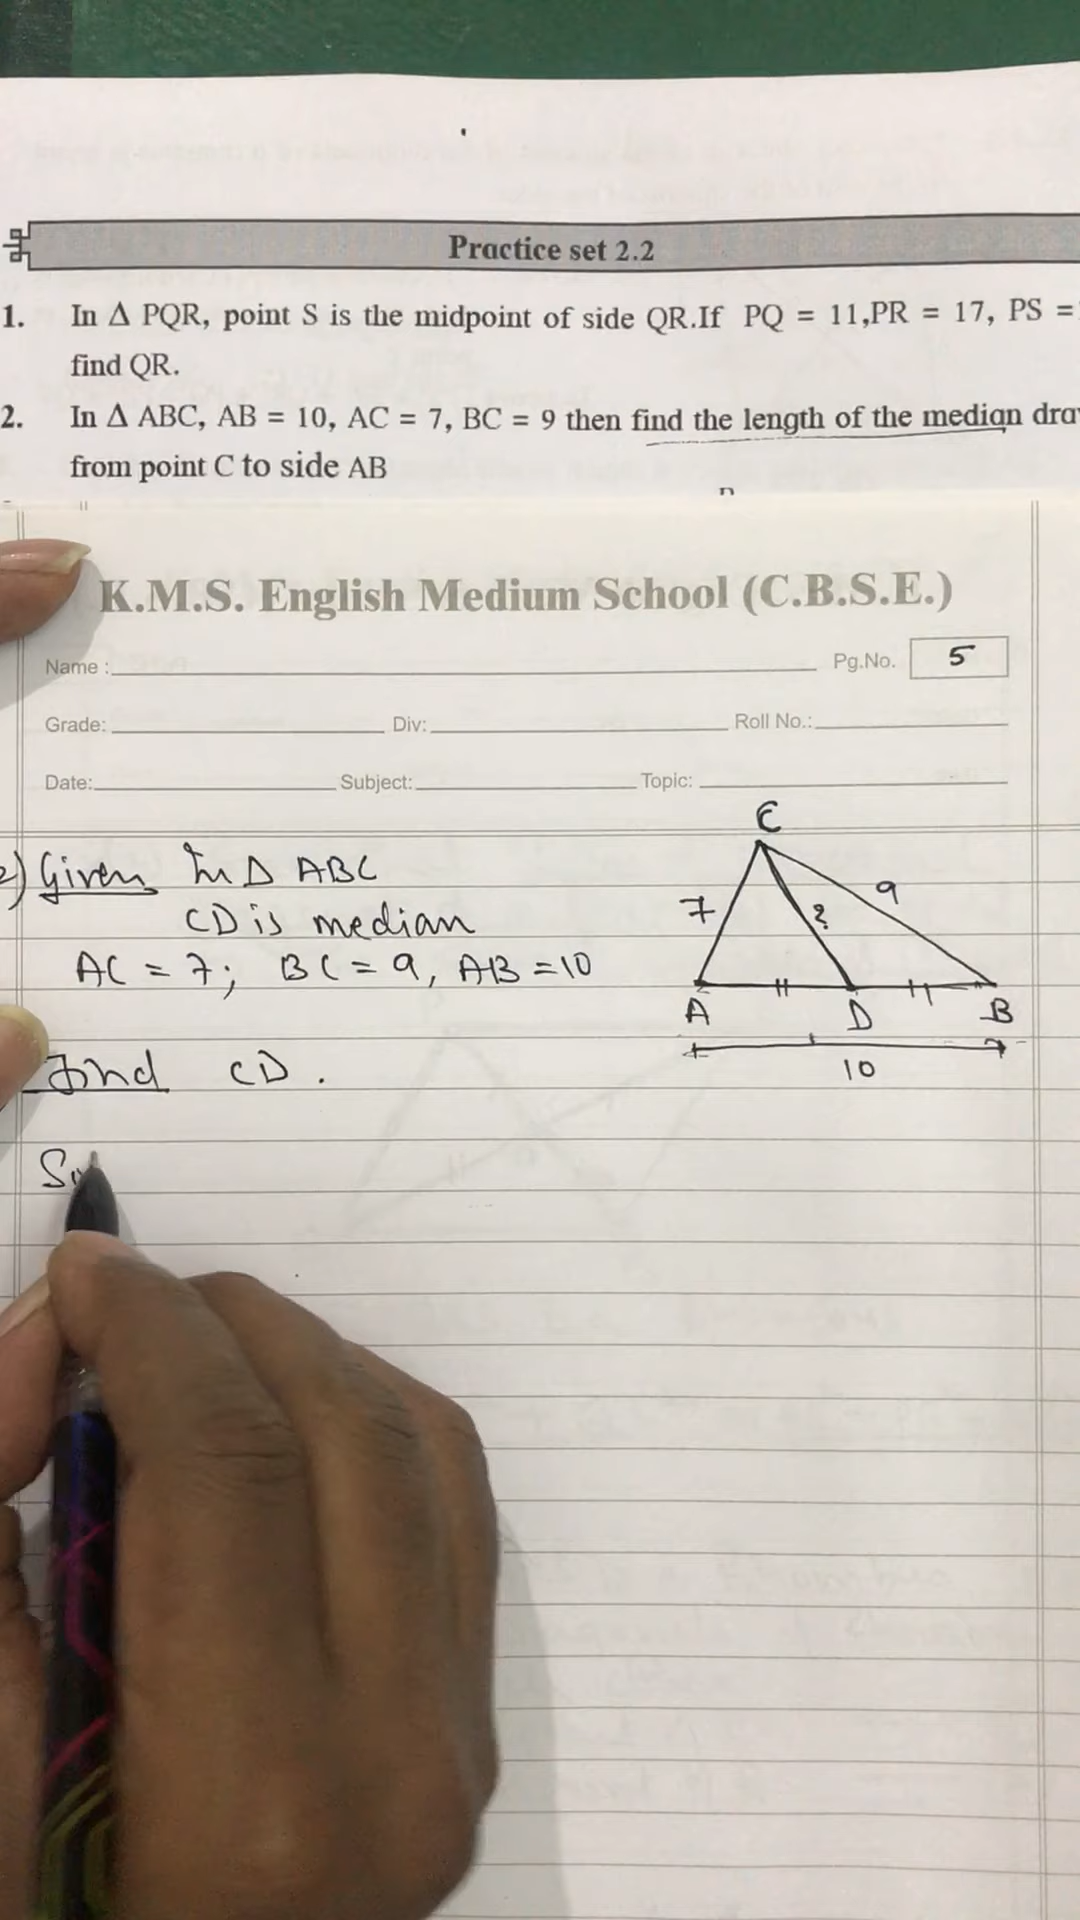 Practice set 2.2
1. In Δ PQR, point S is the midpoint of side QR.If PQ = 11,PR = 17, PS =
find QR.
2. In Δ ABC, AB = 10, AC = 7, BC = 9 then find the length of the median
from point C to side AB
K.M.S. English Medium School (C.B.S.E.)
Name : Pg.No. 5
Grade: Div: Roll No.:
Date: Subject: Topic:
C
2) Given In Δ ABC
7 ? 9
CD is median
AC = 7; BC = 9, AB = 10
A D B
10
Find CD.